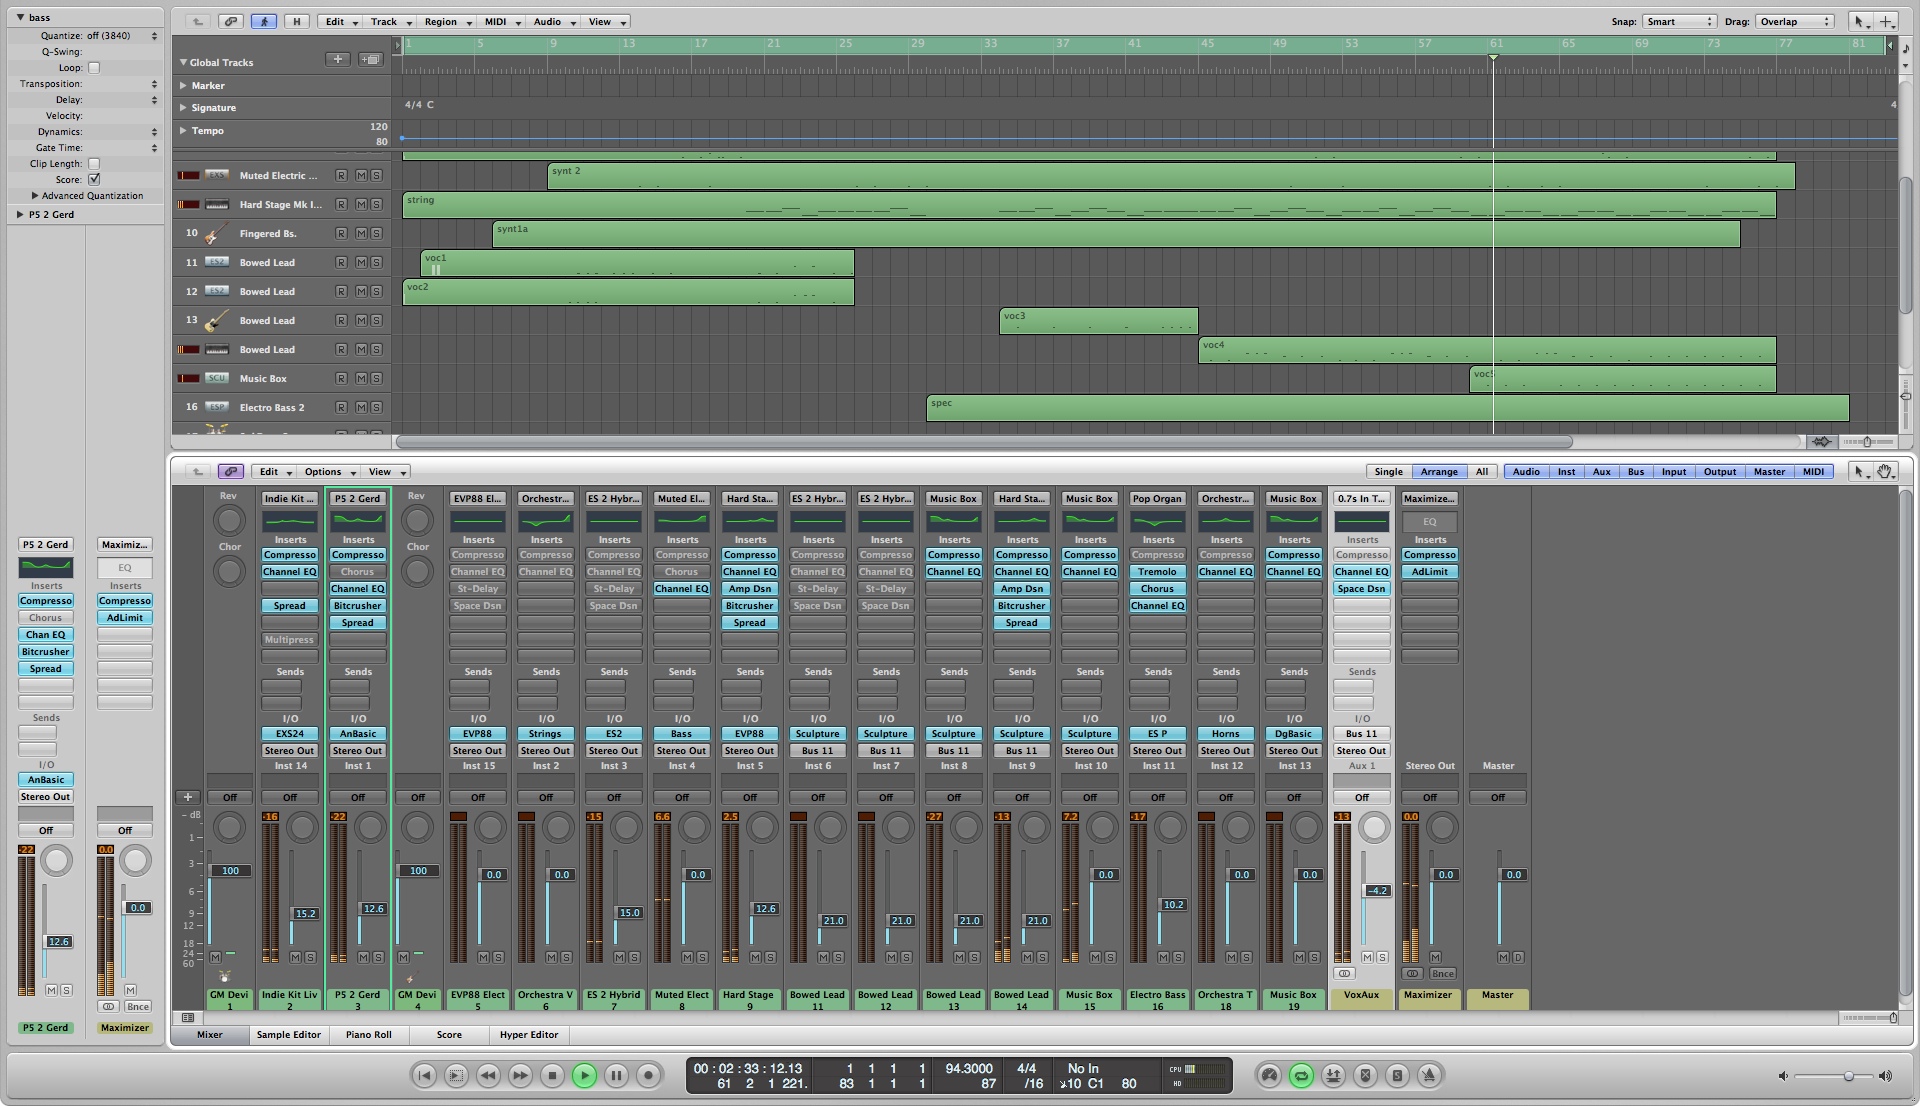 bass
Quantize: off (3840)
Q-Swing:
Loop:
Transposition:
Delay:
Velocity:
Dynamics:
Gate Time:
Clip Length:
Score:
Advanced Quantization
P5 2 Gerd
H Edit Track Region MIDI Audio View Snap: Smart Drag: Overlap
1 5 9 13 17 21 25 29 33 37 41 45 49 53 57 61 65 69 73 77 81
Global Tracks
Marker
Signature 4/4 C 4
Tempo 120
80
EXS Muted Electric ... R M S synt 2
Hard Stage Mk I... R M S string
10 Fingered Bs. R M S synt1a
11 ES2 Bowed Lead R M S voc1
12 ES2 Bowed Lead R M S voc2
13 Bowed Lead R M S voc3
Bowed Lead R M S voc4
SCU Music Box R M S voc5
16 ESP Electro Bass 2 R M S spec
Edit Options View Single Arrange All Audio Inst Aux Bus Input Output Master MIDI
Rev Indie Kit ... P5 2 Gerd Rev EVP88 El... Orchestr... ES 2 Hybr... Muted El... Hard Sta... ES 2 Hybr... ES 2 Hybr... Music Box Hard Sta... Music Box Pop Organ Orchestr... Music Box 0.7s In T... Maximize...
EQ
Chor Inserts Inserts Chor Inserts Inserts Inserts Inserts Inserts Inserts Inserts Inserts Inserts Inserts Inserts Inserts Inserts Inserts Inserts
Compresso Compresso Compresso Compresso Compresso Compresso Compresso Compresso Compresso Compresso Compresso Compresso Compresso Compresso Compresso Compresso Compresso
Channel EQ Chorus Channel EQ Channel EQ Channel EQ Chorus Channel EQ Channel EQ Channel EQ Channel EQ Channel EQ Channel EQ Tremolo Channel EQ Channel EQ Channel EQ AdLimit
Channel EQ St-Delay St-Delay Channel EQ Amp Dsn St-Delay St-Delay Amp Dsn Chorus Space Dsn
Spread Bitcrusher Space Dsn Space Dsn Bitcrusher Space Dsn Space Dsn Bitcrusher Channel EQ
Spread Spread Spread
Multipress
Sends Sends Sends Sends Sends Sends Sends Sends Sends Sends Sends Sends Sends Sends Sends Sends
I/O I/O I/O I/O I/O I/O I/O I/O I/O I/O I/O I/O I/O I/O I/O I/O
EXS24 AnBasic EVP88 Strings ES2 Bass EVP88 Sculpture Sculpture Sculpture Sculpture Sculpture ES P Horns DgBasic Bus 11
Stereo Out Stereo Out Stereo Out Stereo Out Stereo Out Stereo Out Stereo Out Bus 11 Bus 11 Bus 11 Bus 11 Stereo Out Stereo Out Stereo Out Stereo Out Stereo Out
Inst 14 Inst 1 Inst 15 Inst 2 Inst 3 Inst 4 Inst 5 Inst 6 Inst 7 Inst 8 Inst 9 Inst 10 Inst 11 Inst 12 Inst 13 Aux 1 Stereo Out Master
Off Off Off Off Off Off Off Off Off Off Off Off Off Off Off Off Off Off Off Off
- dB -16 -22 -15 6.6 2.5 -27 -13 7.2 -17 -13 0.0
1
3
6
9
12
18
24
60
100 15.2 12.6 100 0.0 0.0 15.0 0.0 12.6 21.0 21.0 21.0 21.0 0.0 10.2 0.0 0.0 -4.2 0.0 0.0
M M S M S M M S M S M S M S M S M S M S M S M S M S M S M S M S M S M M D
Bnce
GM Devi Indie Kit Liv P5 2 Gerd GM Devi EVP88 Elect Orchestra V ES 2 Hybrid Muted Elect Hard Stage Bowed Lead Bowed Lead Bowed Lead Bowed Lead Music Box Electro Bass Orchestra T Music Box VoxAux Maximizer Master
1 2 3 4 5 6 7 8 9 11 12 13 14 15 16 18 19
P5 2 Gerd Maximiz...
EQ
Inserts Inserts
Compresso Compresso
Chorus AdLimit
Chan EQ
Bitcrusher
Spread
Sends
I/O
AnBasic
Stereo Out
Off Off
-22 0.0
12.6 0.0
M S M
Bnce
P5 2 Gerd Maximizer
Mixer Sample Editor Piano Roll Score Hyper Editor
00 : 02 : 33 : 12.13 1 1 1 1 94.3000 4/4 No In CPU
61 2 1 221. 83 1 1 1 87 /16 10 C1 80 HD
S